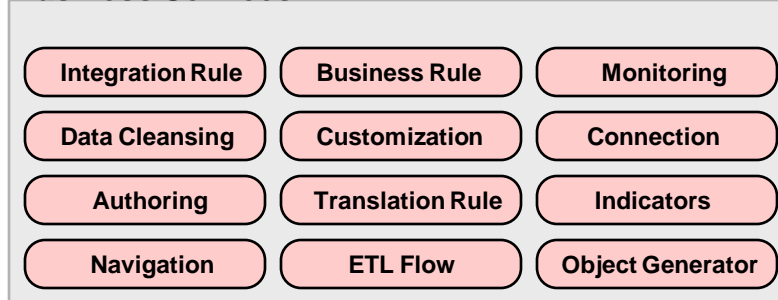 Integration Rule Business Rule Monitoring
Data Cleansing Customization Connection
Authoring Translation Rule Indicators
Navigation ETL Flow Object Generator